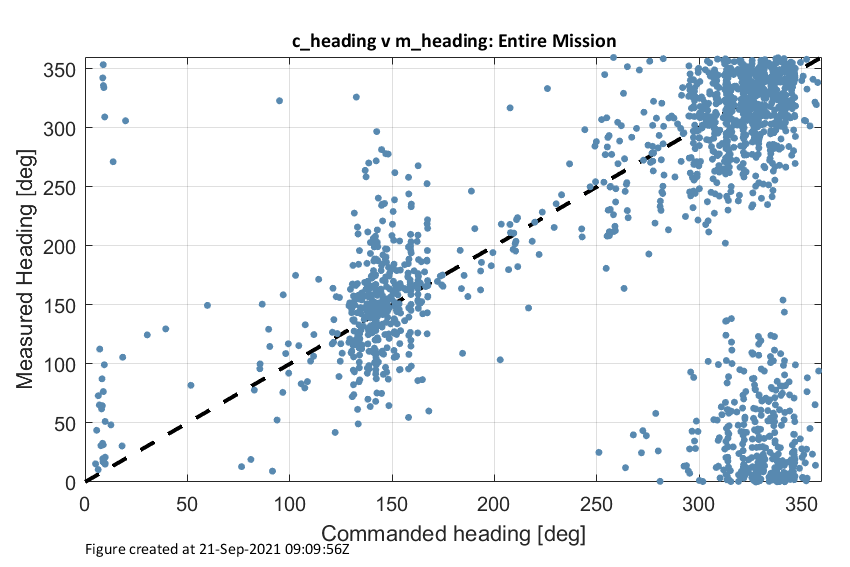 c_heading v m_heading: Entire Mission
Measured Heading [deg]
350
300
250
200
150
100
50
0
0 50 100 150 200 250 300 350
Commanded heading [deg]
Figure created at 21-Sep-2021 09:09:56Z